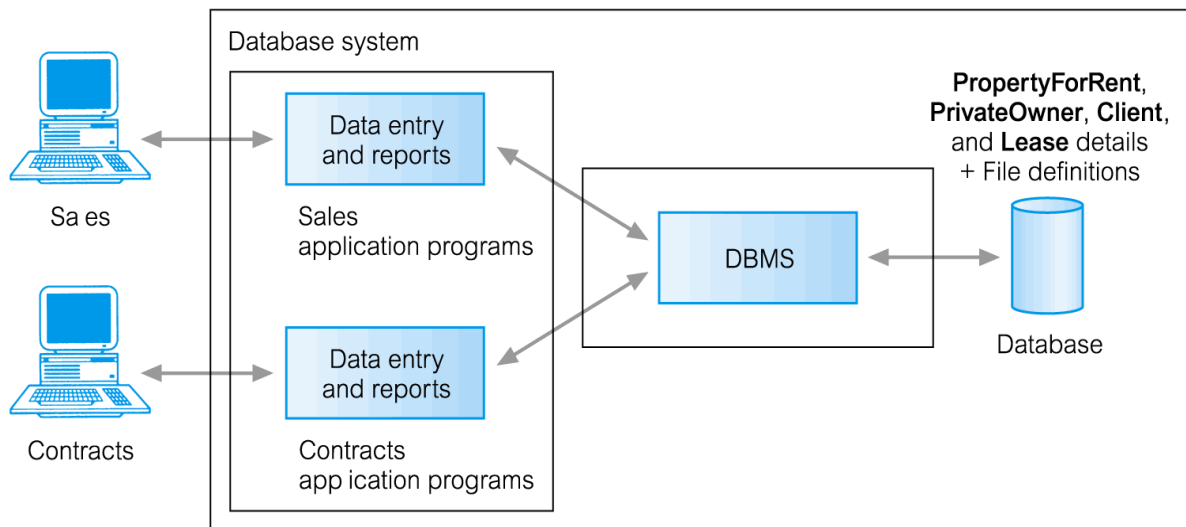 Database system
Data entry
and reports
Sa es
Sales
application programs
DBMS
PropertyForRent,
PrivateOwner, Client,
and Lease details
+ File definitions
Database
Data entry
and reports
Contracts
Contracts
app ication programs